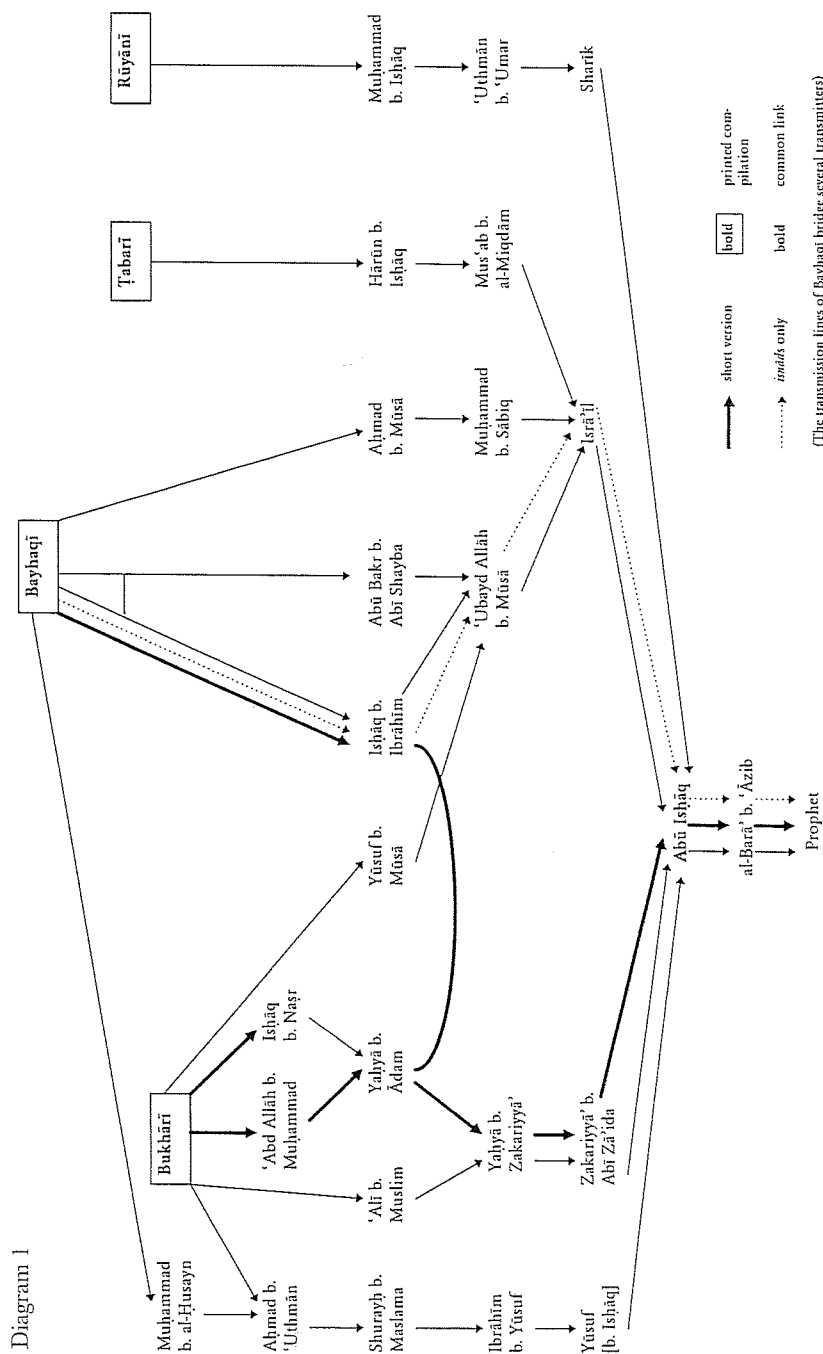 Diagram 1
Bayhaqī
Bukhārī
Ṭabarī
Rūyānī
Muḥammad
b. al-Ḥusayn
Aḥmad b.
ʿUthmān
ʿAbd Allāh b.
Muḥammad
Isḥāq
b. Naṣr
Shurayḥ b.
Maslama
ʿAlī b.
Muslim
Yaḥyā b.
Ādam
Yūsuf b.
Mūsā
Isḥāq b.
Ibrāhīm
Abū Bakr b.
Abī Shayba
Aḥmad
b. Mūsā
Hārūn b.
Isḥāq
Muḥammad
b. Isḥāq
Ibrāhīm
b. Yūsuf
Yaḥyā b.
Zakariyyāʾ
ʿUbayd Allāh
b. Mūsā
Muḥammad
b. Sābiq
Muṣʿab b.
al-Miqdām
ʿUthmān
b. ʿUmar
Yūsuf
[b. Isḥāq]
Zakariyyāʾ b.
Abī Zāʾida
Isrāʾīl
Sharīk
Abū Isḥāq
al-Barāʾ b. ʿĀzib
Prophet
short version
bold
printed com-
pilation
isnāds only
bold
common link
(The transmission lines of Bayhaqī bridge several transmitters)